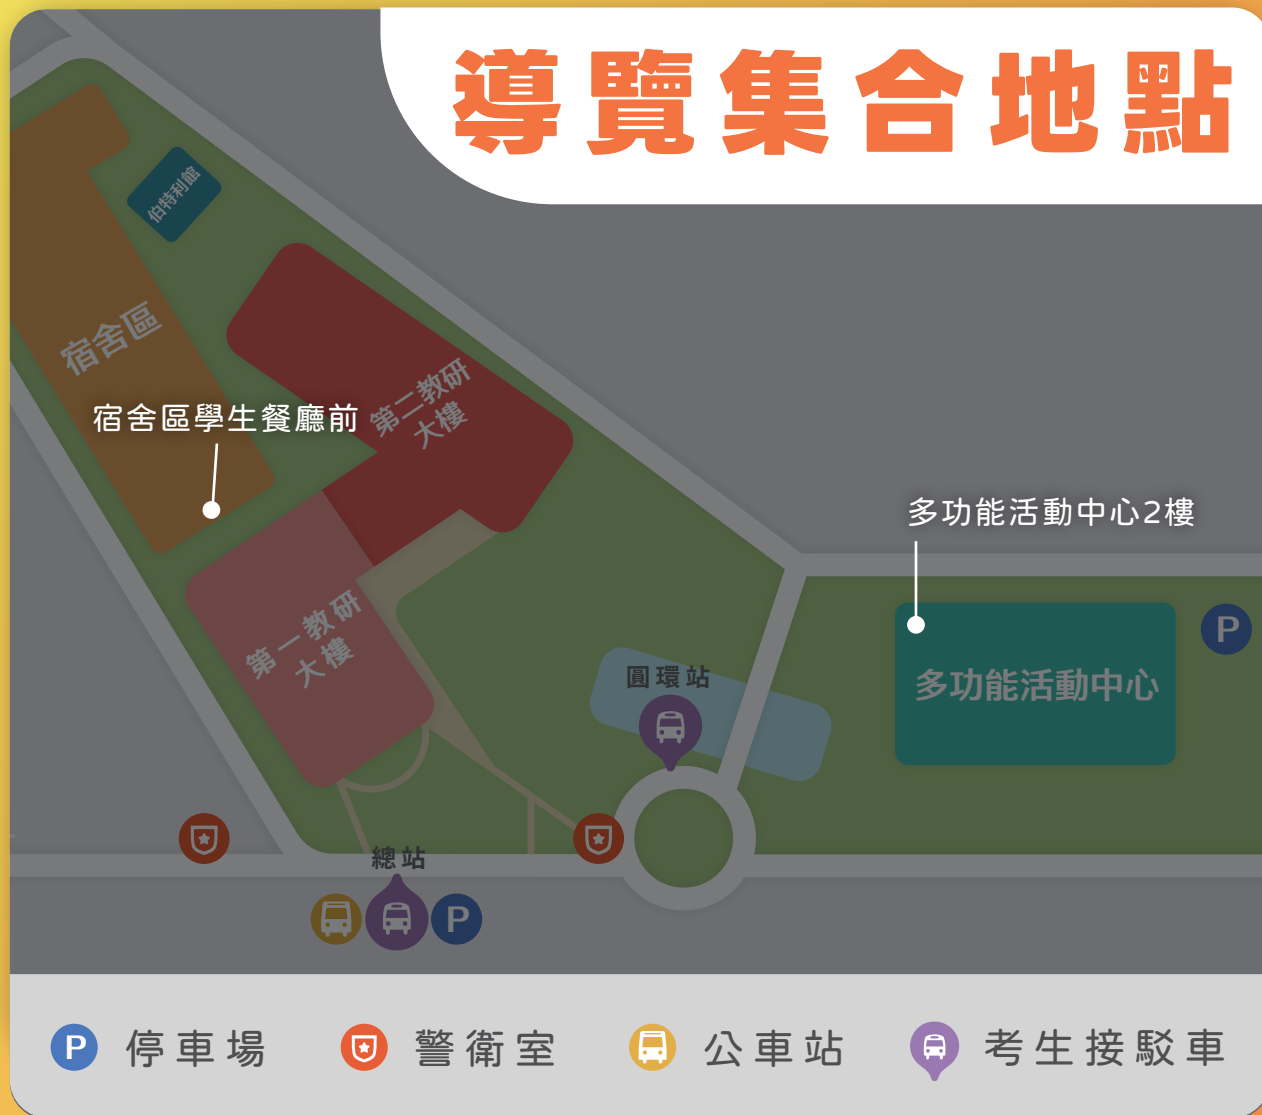 導覽集合地點
伯特利館
宿舍區
第二教研
大樓
宿舍區學生餐廳前
多功能活動中心2樓
第一教研
大樓
圓環站
多功能活動中心
P
總站
P
P 停車場
警衛室
公車站
考生接駁車